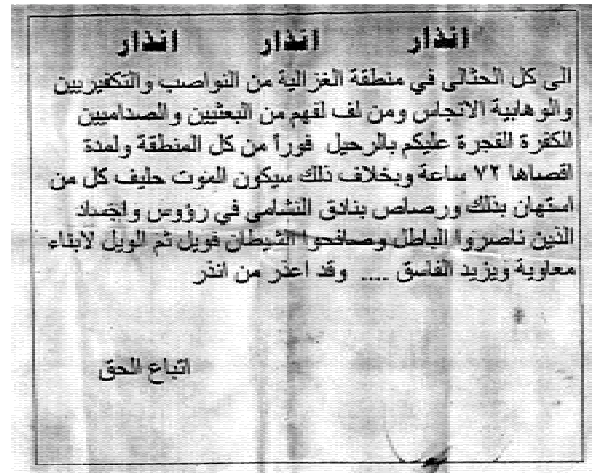 انذار انذار انذار
الى كل الحثالى في منطقة الغزالية من النواصب والتكفيريين
والوهابية الانجاس ومن لف لفهم من البعثيين والصداميين
الكفرة الفجرة عليكم بالرحيل فوراً من كل المنطقة ولمدة
اقصاها ٧٢ ساعة وبخلاف ذلك سيكون الموت حليف كل من
استهان بذلك ورصاص بنادق النشامى في رؤوس واجساد
الذين ناصروا الباطل وصافحوا الشيطان فويل ثم الويل لابناء
معاوية ويزيد الفاسق .... وقد اعذر من انذر
اتباع الحق